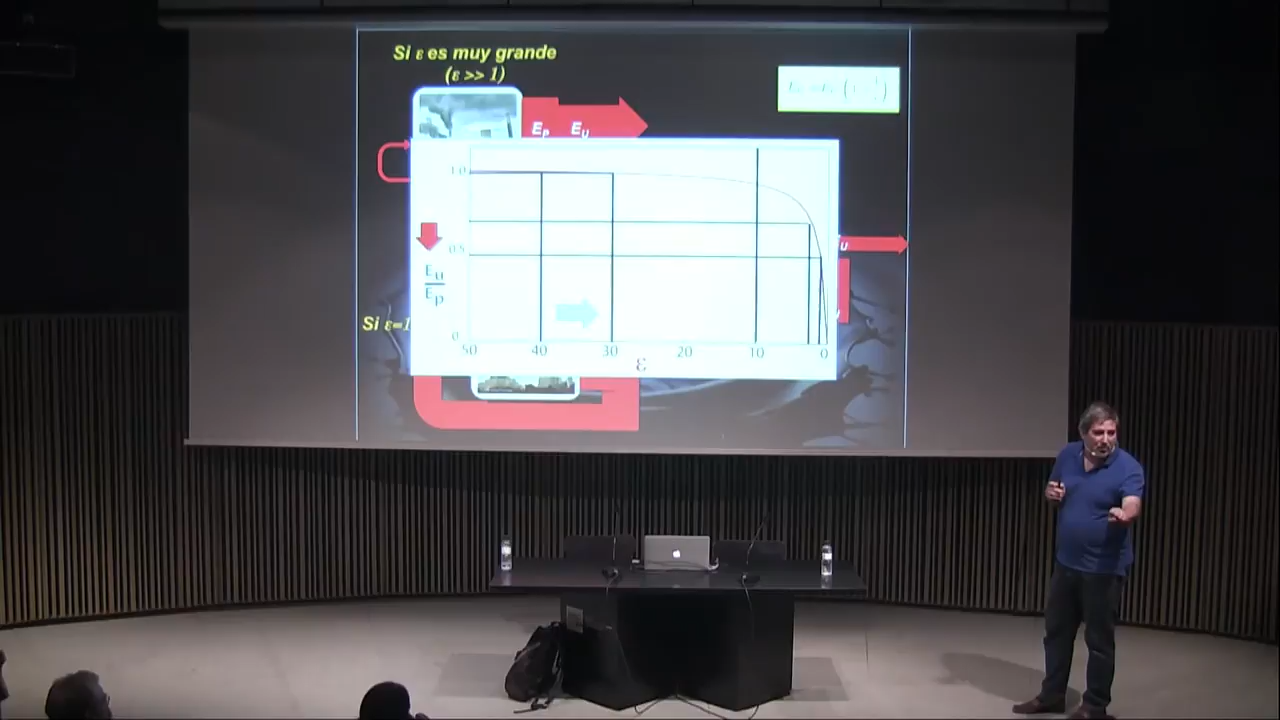 Si ε es muy grande
(ε >> 1)
E_P E_U
1.0
0.5
E_u
E_p
0
50 40 30 20 10 0
ε
u
Si ε=1